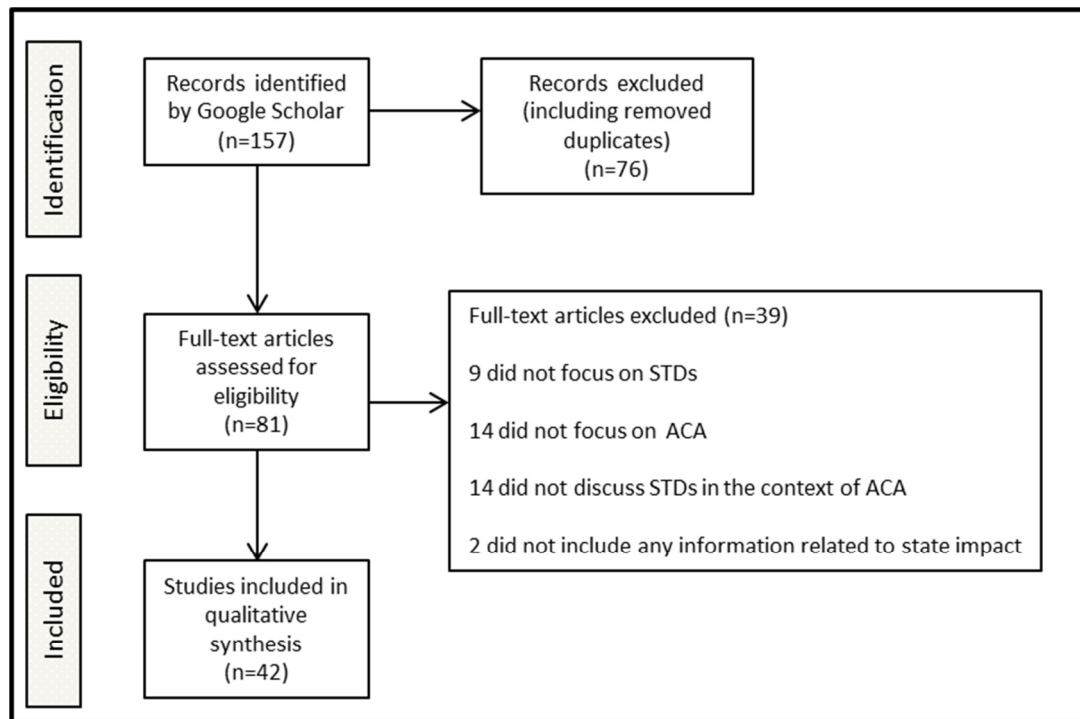 Identification
Records identified
by Google Scholar
(n=157)
Records excluded
(including removed
duplicates)
(n=76)
Eligibility
Full-text articles
assessed for
eligibility
(n=81)
Full-text articles excluded (n=39)
9 did not focus on STDs
14 did not focus on ACA
14 did not discuss STDs in the context of ACA
2 did not include any information related to state impact
Included
Studies included in
qualitative
synthesis
(n=42)